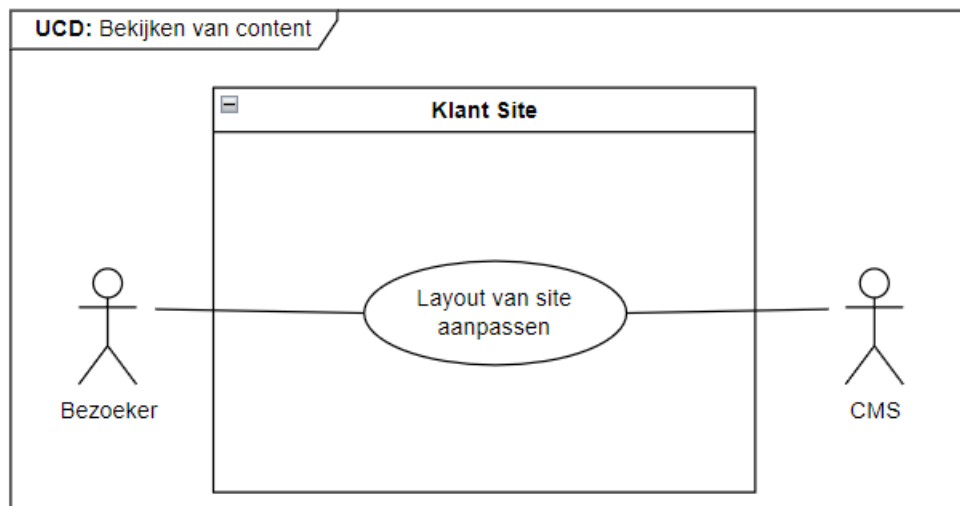 UCD: Bekijken van content
Klant Site
Layout van site
aanpassen
Bezoeker
CMS